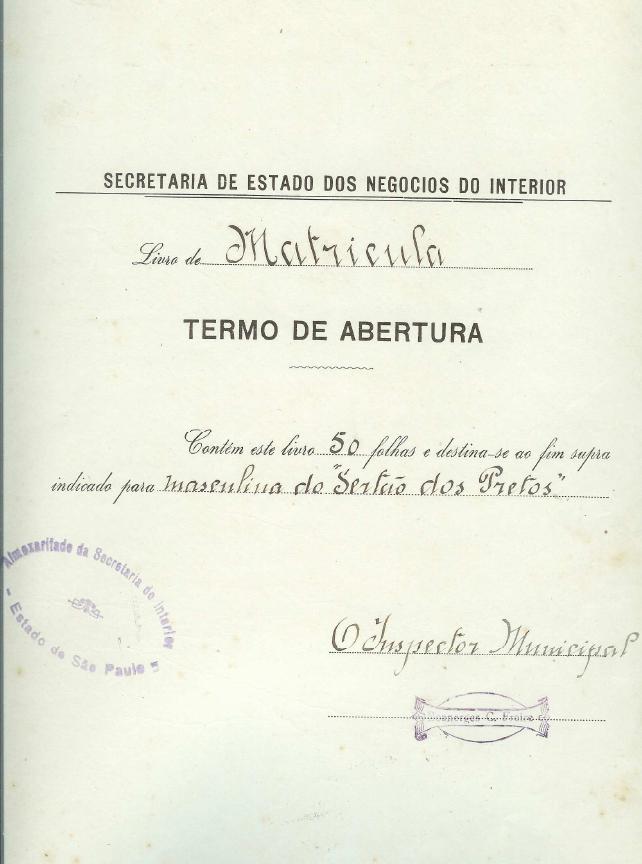 SECRETARIA DE ESTADO DOS NEGOCIOS DO INTERIOR
Livro de Matricula
TERMO DE ABERTURA
Contém este livro 50 folhas e destina-se ao fim supra
indicado para masculina do "Sertão dos Pretos"
Almoxarifado da Secretaria do Interior
- Estado de São Paulo -
O Inspector Municipal
C.